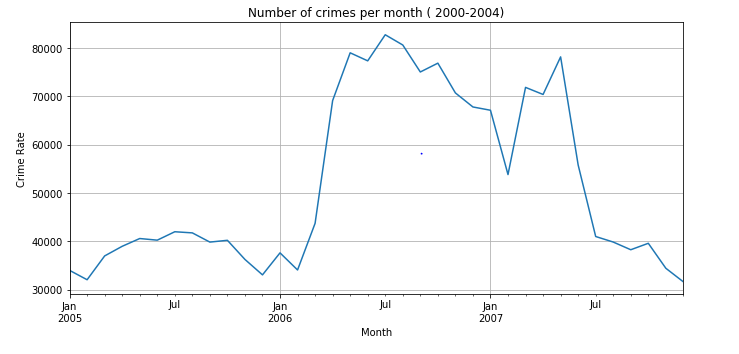 Number of crimes per month ( 2000-2004)
80000
70000
60000
50000
40000
30000
Crime Rate
Jan Jul Jan Jul Jan Jul
2005 2006 2007
Month